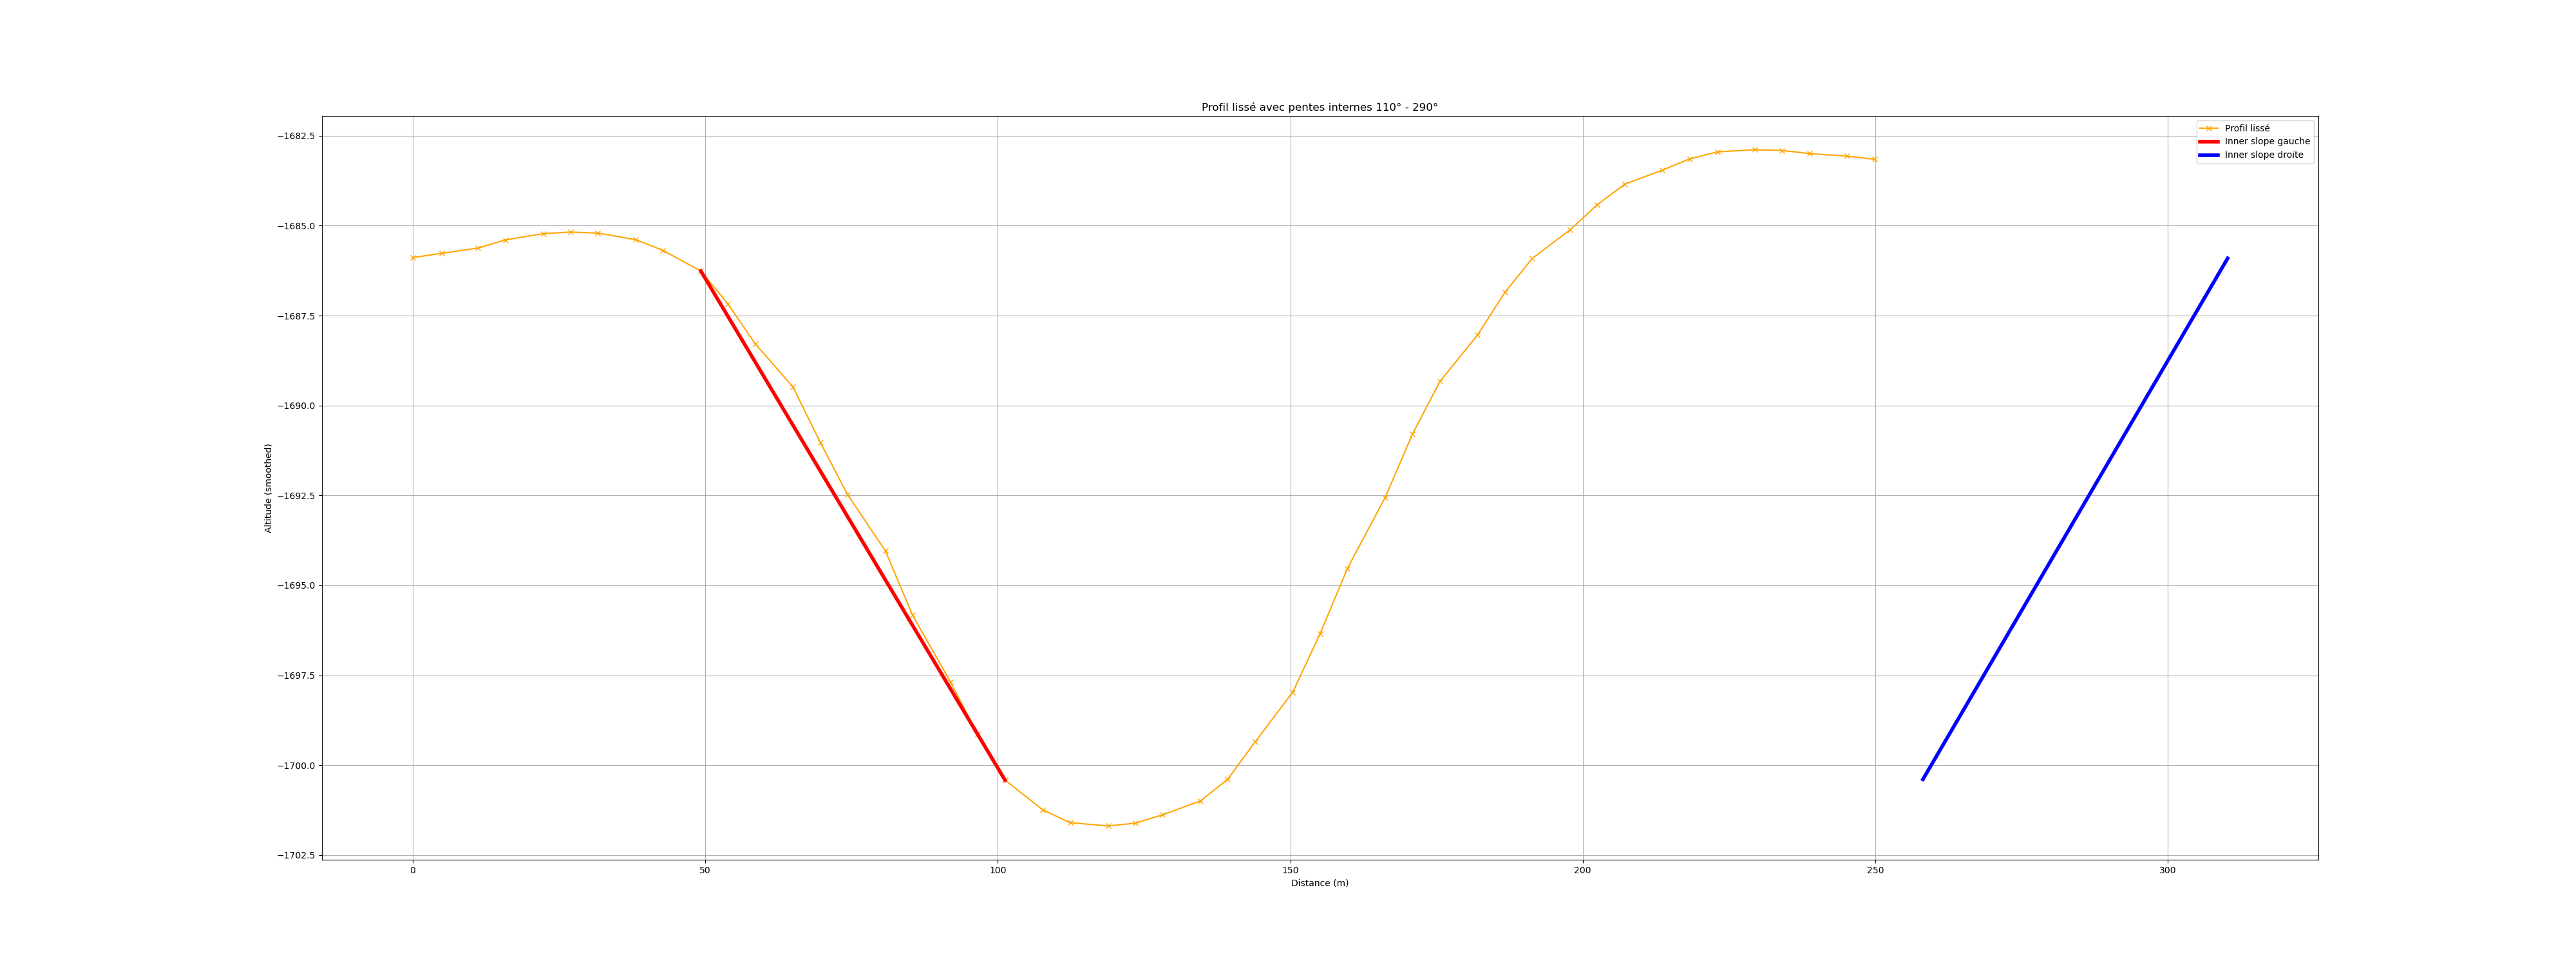 Profil lissé avec pentes internes 110° - 290°
Profil lissé
Inner slope gauche
Inner slope droite
Altitude (smoothed)
−1682.5
−1685.0
−1687.5
−1690.0
−1692.5
−1695.0
−1697.5
−1700.0
−1702.5
0 50 100 150 200 250 300
Distance (m)